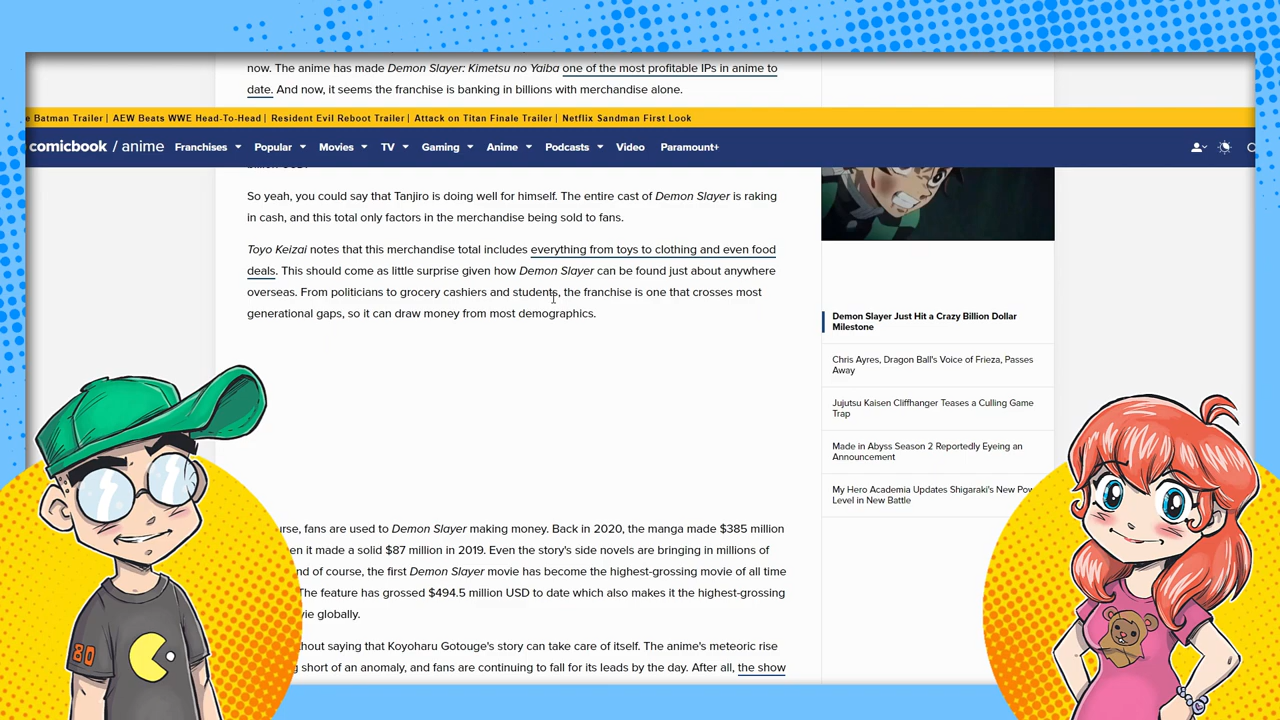 now. The anime has made Demon Slayer: Kimetsu no Yaiba one of the most profitable IPs in anime to
date. And now, it seems the franchise is banking in billions with merchandise alone.
Batman Trailer | AEW Beats WWE Head-To-Head | Resident Evil Reboot Trailer | Attack on Titan Finale Trailer | Netflix Sandman First Look
comicbook / anime Franchises Popular Movies TV Gaming Anime Podcasts Video Paramount+
So yeah, you could say that Tanjiro is doing well for himself. The entire cast of Demon Slayer is raking
in cash, and this total only factors in the merchandise being sold to fans.
Toyo Keizai notes that this merchandise total includes everything from toys to clothing and even food
deals. This should come as little surprise given how Demon Slayer can be found just about anywhere
overseas. From politicians to grocery cashiers and students, the franchise is one that crosses most
generational gaps, so it can draw money from most demographics.
Demon Slayer Just Hit a Crazy Billion Dollar
Milestone
Chris Ayres, Dragon Ball's Voice of Frieza, Passes
Away
Jujutsu Kaisen Cliffhanger Teases a Culling Game
Trap
Made in Abyss Season 2 Reportedly Eyeing an
Announcement
My Hero Academia Updates Shigaraki's New Pow
Level in New Battle
urse, fans are used to Demon Slayer making money. Back in 2020, the manga made $385 million
en it made a solid $87 million in 2019. Even the story's side novels are bringing in millions of
nd of course, the first Demon Slayer movie has become the highest-grossing movie of all time
The feature has grossed $494.5 million USD to date which also makes it the highest-grossing
vie globally.
hout saying that Koyoharu Gotouge's story can take care of itself. The anime's meteoric rise
g short of an anomaly, and fans are continuing to fall for its leads by the day. After all, the show
80